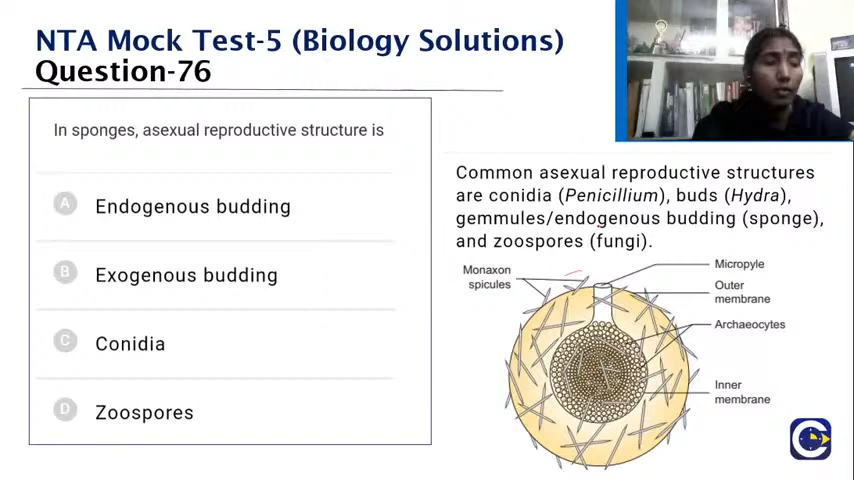 NTA Mock Test-5 (Biology Solutions)
Question-76
In sponges, asexual reproductive structure is
A Endogenous budding
B Exogenous budding
C Conidia
D Zoospores
Common asexual reproductive structures
are conidia (Penicillium), buds (Hydra),
gemmules/endogenous budding (sponge),
and zoospores (fungi).
Monaxon
spicules
Micropyle
Outer
membrane
Archaeocytes
Inner
membrane